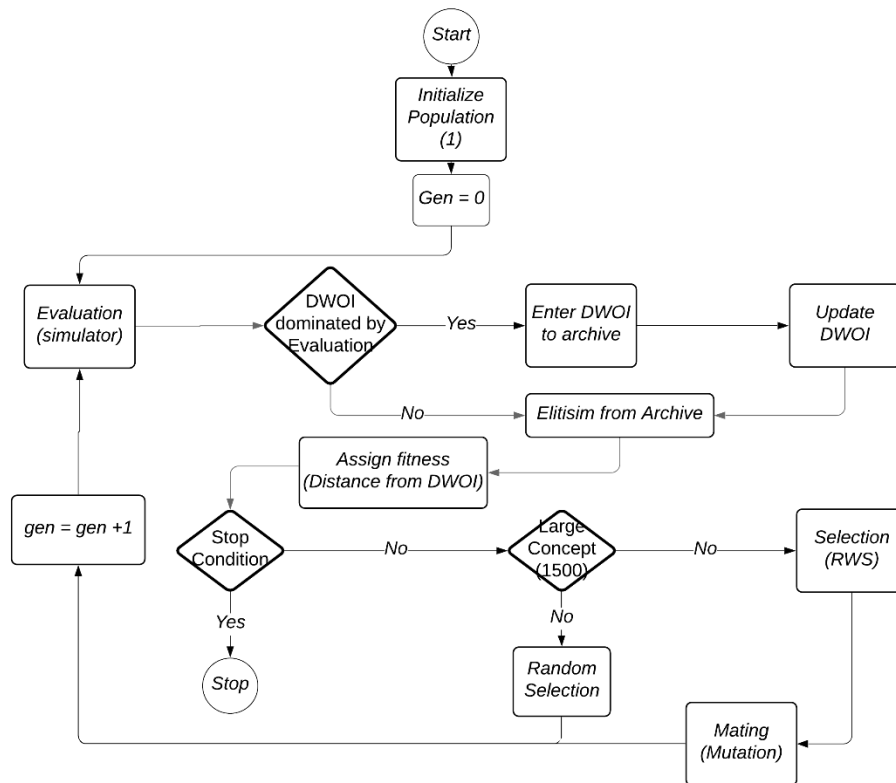 Start
Initialize
Population
(1)
Gen = 0
Evaluation
(simulator)
DWOI
dominated by
Evaluation
Yes
Enter DWOI
to archive
Update
DWOI
No
Elitisim from Archive
Assign fitness
(Distance from DWOI)
gen = gen +1
Stop
Condition
No
Large
Concept
(1500)
No
Selection
(RWS)
Yes
No
Stop
Random
Selection
Mating
(Mutation)